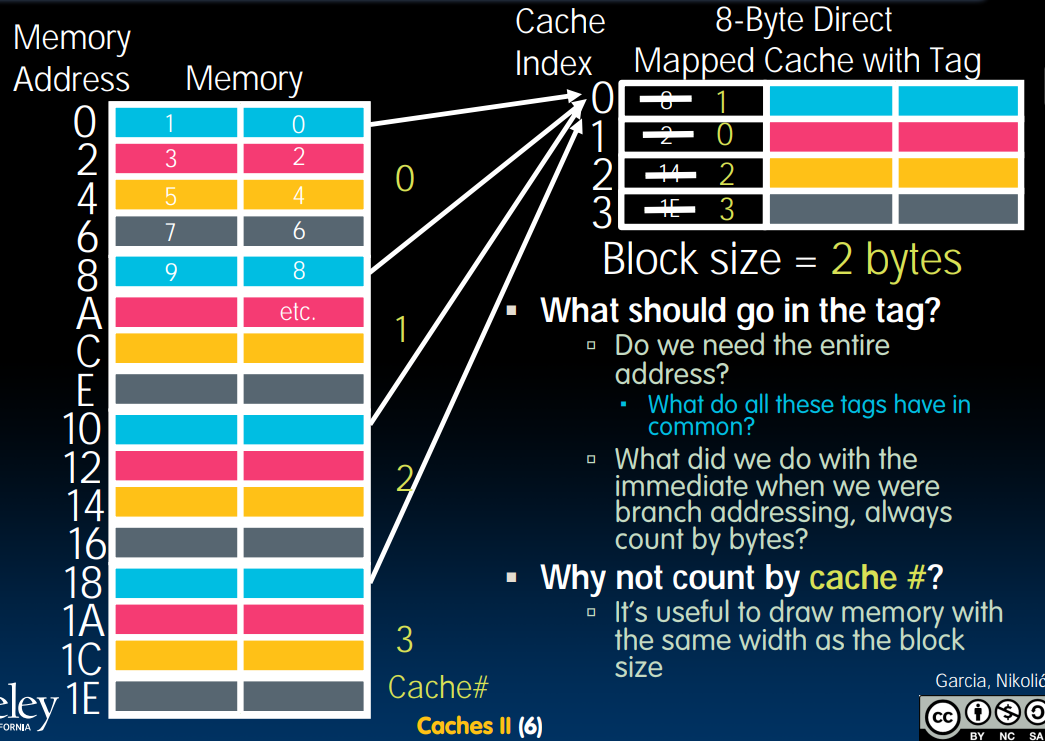 Memory
Address
Memory
Cache
Index
8-Byte Direct
Mapped Cache with Tag
0
1 0
2
3 2
4
5 4
6
7 6
8
9 8
A
etc.
C
E
10
12
14
16
18
1A
1C
1E
0
1
2
3
Cache#
0 8 1
1 2 0
2 14 2
3 1E 3
Block size = 2 bytes
▪ What should go in the tag?
▫ Do we need the entire
address?
▪ What do all these tags have in
common?
▫ What did we do with the
immediate when we were
branch addressing, always
count by bytes?
▪ Why not count by cache #?
▫ It's useful to draw memory with
the same width as the block
size
Garcia, Nikolić
eley
FORNIA
Caches II (6)
cc
BY NC SA